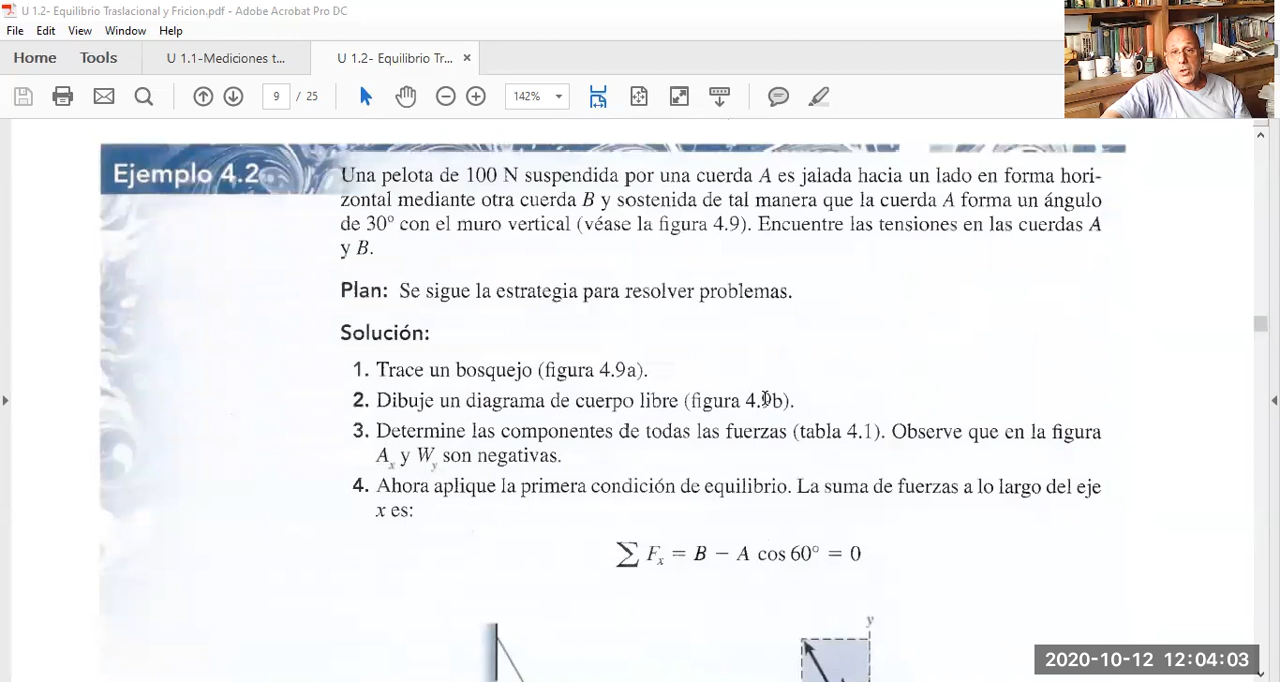 U 1.2- Equilibrio Traslacional y Friccion.pdf - Adobe Acrobat Pro DC
File Edit View Window Help
Home Tools U 1.1-Mediciones t... U 1.2- Equilibrio Tr... ×
9 / 25 142%
Ejemplo 4.2
Una pelota de 100 N suspendida por una cuerda A es jalada hacia un lado en forma hori-
zontal mediante otra cuerda B y sostenida de tal manera que la cuerda A forma un ángulo
de 30° con el muro vertical (véase la figura 4.9). Encuentre las tensiones en las cuerdas A
y B.
Plan: Se sigue la estrategia para resolver problemas.
Solución:
1. Trace un bosquejo (figura 4.9a).
2. Dibuje un diagrama de cuerpo libre (figura 4.9b).
3. Determine las componentes de todas las fuerzas (tabla 4.1). Observe que en la figura
Ax y Wy son negativas.
4. Ahora aplique la primera condición de equilibrio. La suma de fuerzas a lo largo del eje
x es:
∑ Fx = B − A cos 60° = 0
y
2020-10-12 12:04:03